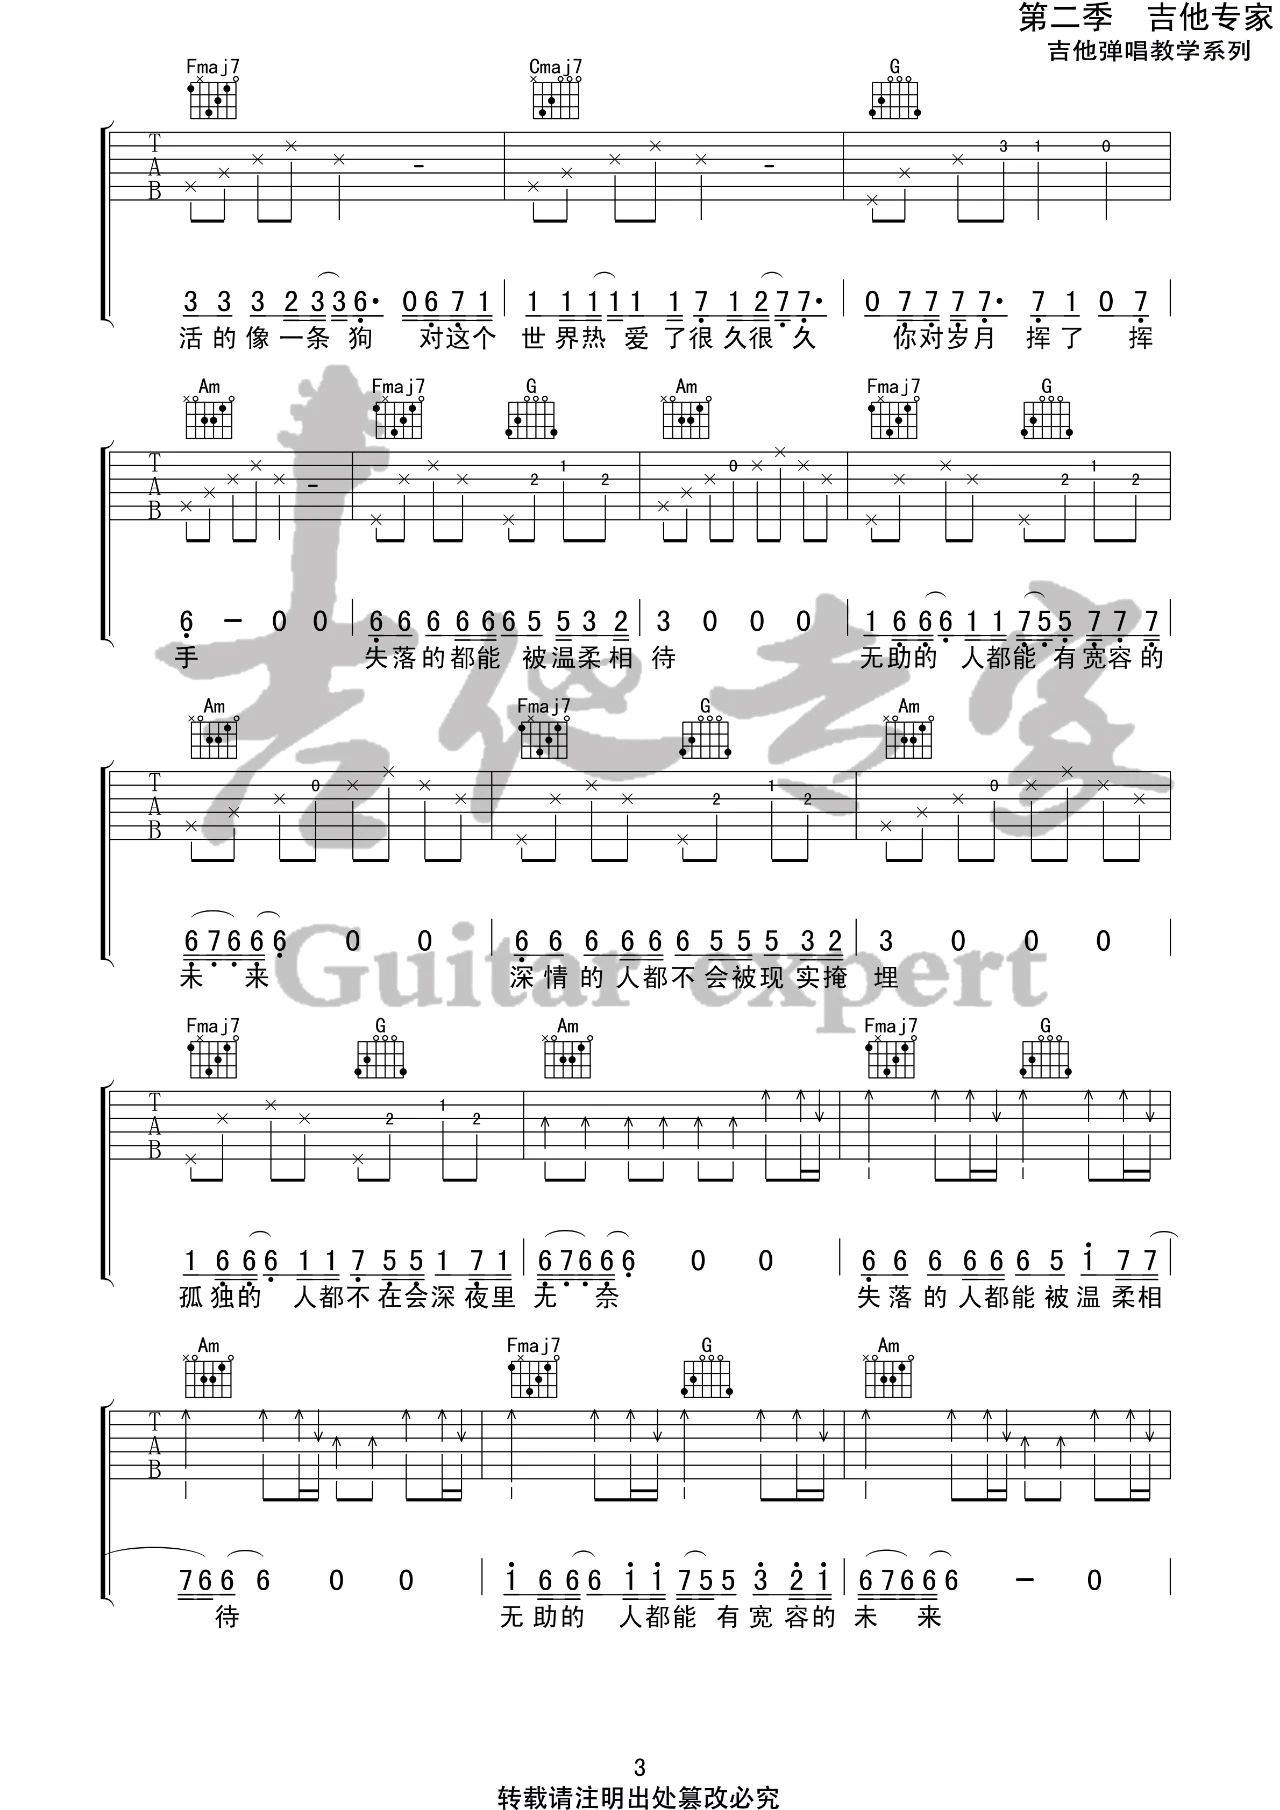 第二季　吉他专家
吉他弹唱教学系列
Fmaj7 Cmaj7 G
T A B × × × × × - × × × × × - × × × 3 1 0
3 3 3 2 3 3 6· 0 6 7 1 | 1 1 1 1 1 1 7 1 2 7 7· | 0 7 7 7 7· 7 1 0 7
活的像一条 狗 对这个 世界热 爱了很久很久 你对岁月 挥了 挥
Am Fmaj7 G Am Fmaj7 G
T A B × × × × × - × × × × × 2 1 2 × × × 0 × × × × × × × × × 2 1 2
6 – 0 0 | 6 6 6 6 6 6 5 5 3 2 | 3 0 0 0 | 1 6 6 6 1 1 7 5 5 7 7 7
手 失落的都能 被温柔相 待 无助的 人都能 有宽容的
Am Fmaj7 G Am
T A B × × × 0 × × × × × × × × × 2 1 2 × × × 0 × × × ×
6 7 6 6 6 0 0 | 6 6 6 6 6 6 5 5 5 3 2 | 3 0 0 0
未 来 深情的人都不会被现实掩 埋
吉他专家
Guitar expert
Fmaj7 G Am Fmaj7 G
T A B × × × × × 2 1 2
1 6 6 6 1 1 7 5 5 1 7 1 | 6 7 6 6 6 0 0 | 6 6 6 6 6 6 5 1 7 7
孤独的 人都不在会深夜里 无 奈 失落的人都能被温柔相
Am Fmaj7 G Am
T A B
7 6 6 6 0 0 | 1 6 6 6 1 1 7 5 5 3 2 1 | 6 7 6 6 6 – 0
待 无助的 人都能 有宽容的 未 来
3
转载请注明出处篡改必究